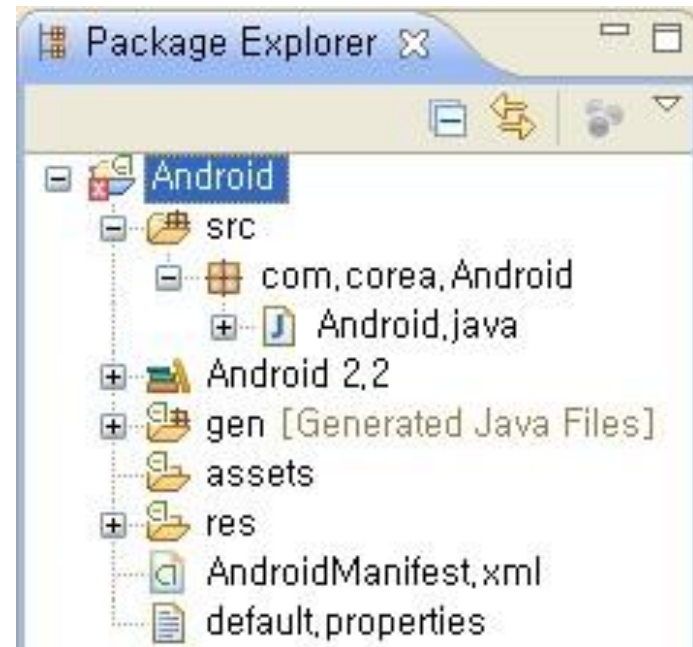 Package Explorer
Android
src
com.corea.Android
Android.java
Android 2.2
gen [Generated Java Files]
assets
res
AndroidManifest.xml
default.properties